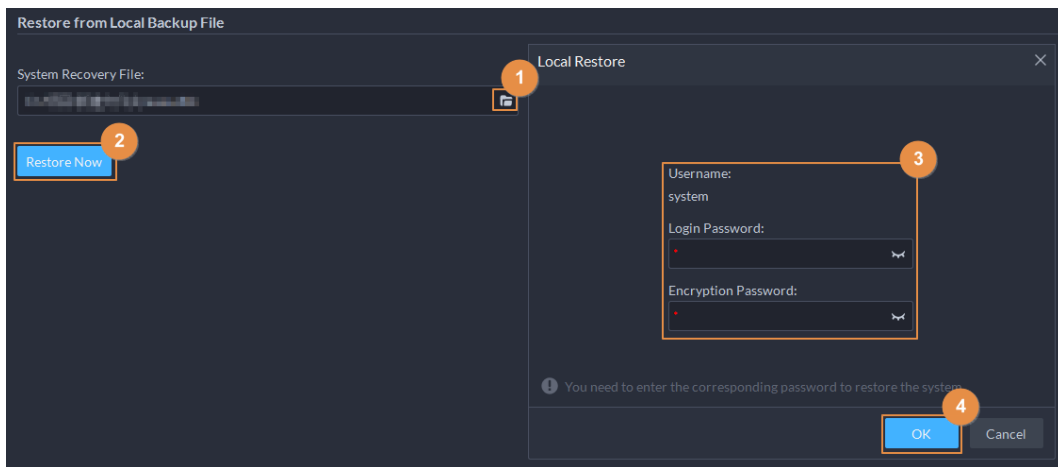 Restore from Local Backup File
System Recovery File:
1
2
Restore Now
Local Restore
3
Username:
system
Login Password:
*
Encryption Password:
*
You need to enter the corresponding password to restore the system
4
OK
Cancel